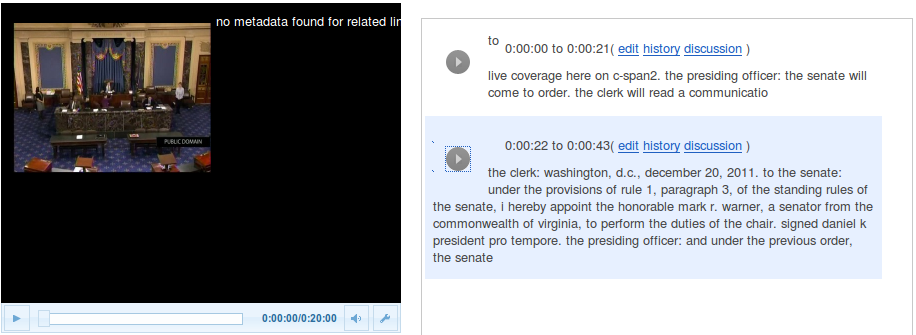 no metadata found for related lin
PUBLIC DOMAIN
0:00:00/0:20:00
to 0:00:00 to 0:00:21( edit history discussion )
live coverage here on c-span2. the presiding officer: the senate will
come to order. the clerk will read a communicatio
0:00:22 to 0:00:43( edit history discussion )
the clerk: washington, d.c., december 20, 2011. to the senate:
under the provisions of rule 1, paragraph 3, of the standing rules of
the senate, i hereby appoint the honorable mark r. warner, a senator from the
commonwealth of virginia, to perform the duties of the chair. signed daniel k
president pro tempore. the presiding officer: and under the previous order,
the senate